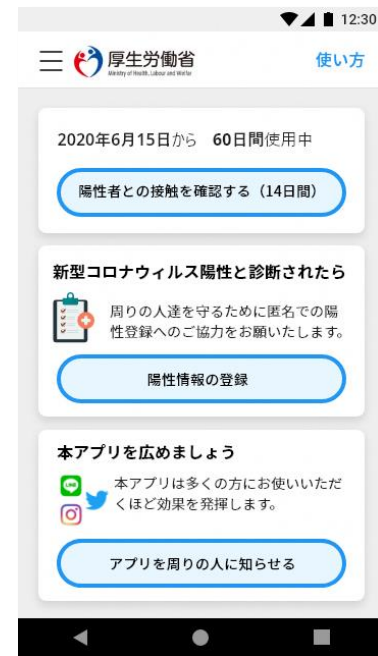 12:30
厚生労働省
Ministry of Health, Labour and Welfare
使い方
2020年6月15日から 60日間使用中
陽性者との接触を確認する（14日間）
新型コロナウィルス陽性と診断されたら
周りの人達を守るために匿名での陽
性登録へのご協力をお願いいたします。
陽性情報の登録
本アプリを広めましょう
LINE
本アプリは多くの方にお使いいただ
くほど効果を発揮します。
アプリを周りの人に知らせる